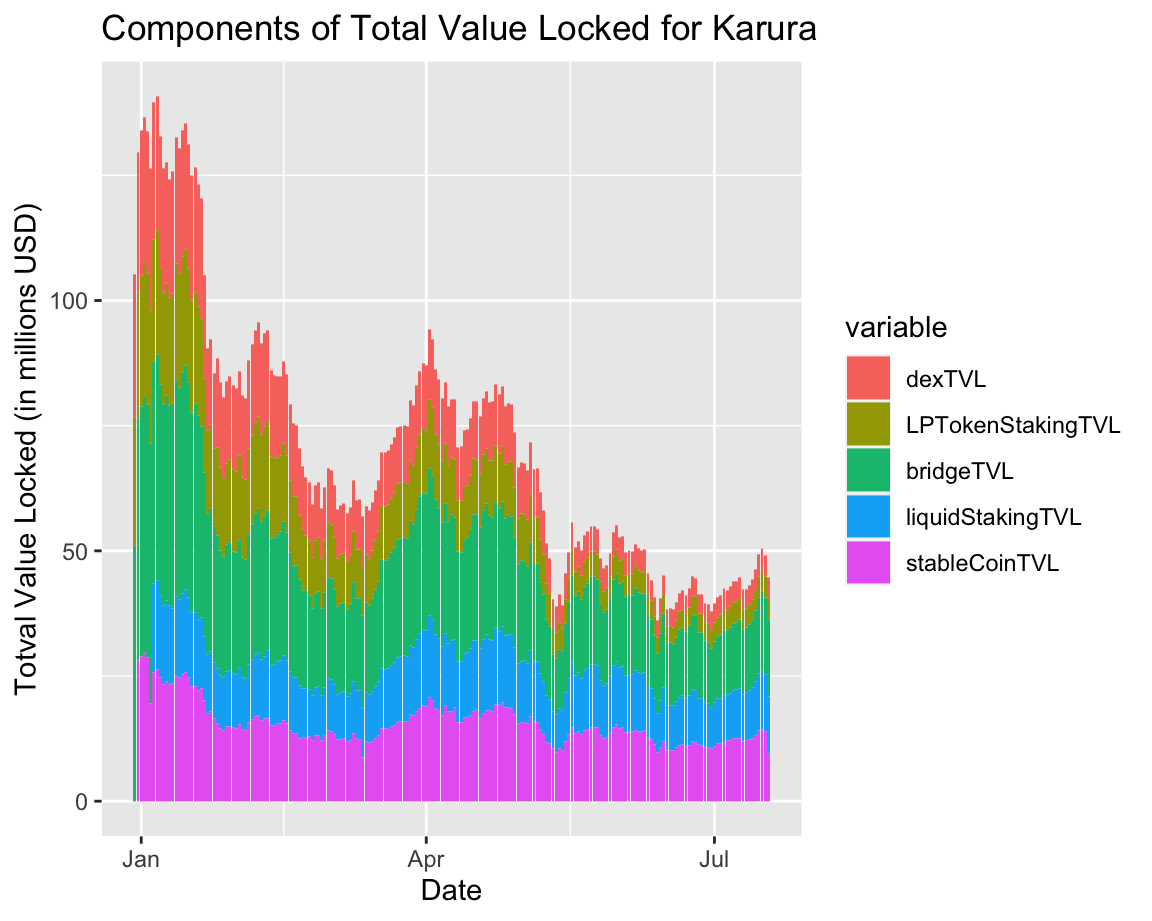 Components of Total Value Locked for Karura
Totval Value Locked (in millions USD)
100
50
0
Jan
Apr
Jul
Date
variable
dexTVL
LPTokenStakingTVL
bridgeTVL
liquidStakingTVL
stableCoinTVL